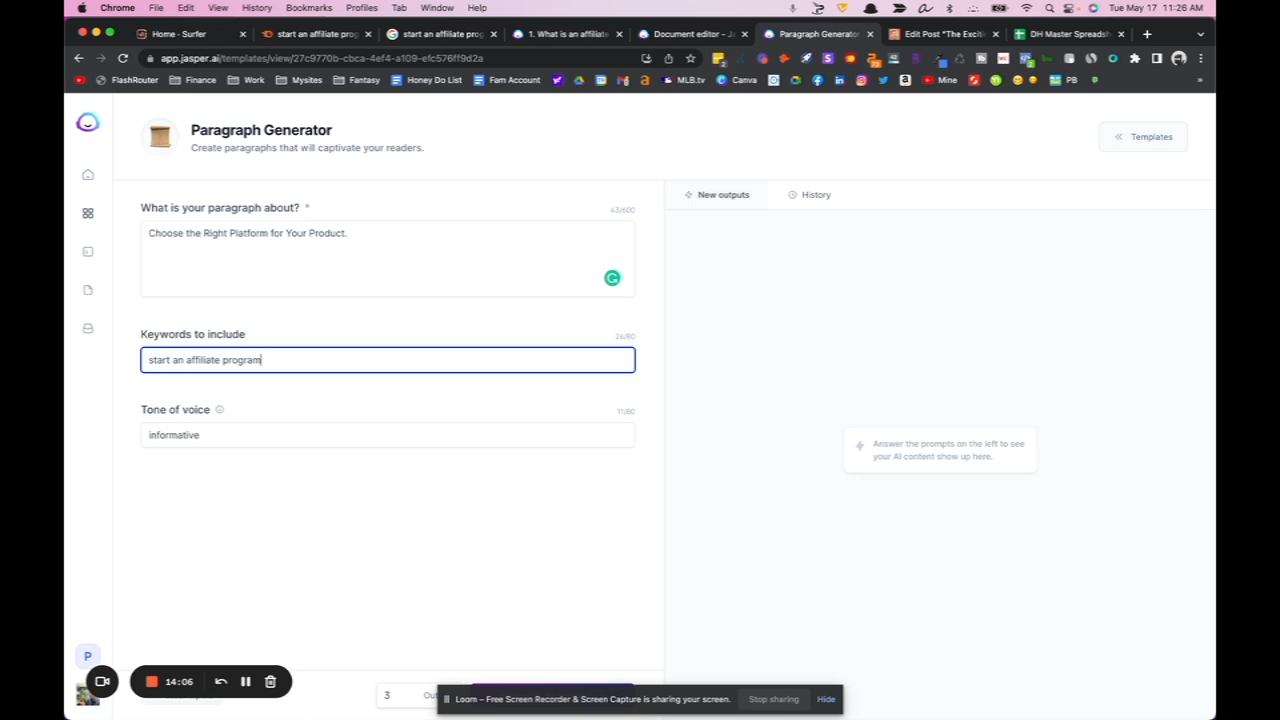 Chrome File Edit View History Bookmarks Profiles Tab Window Help Tue May 17 11:26 AM
Home - Surfer start an affiliate prog start an affiliate prog 1. What is an affiliate Document editor - Ja Paragraph Generator Edit Post "The Exciti DH Master Spreadsh
app.jasper.ai/templates/view/27c9770b-cbca-4ef4-a109-efc576ff9d2a
FlashRouter Finance Work Mysites Fantasy Honey Do List Fam Account MLB.tv Canva Mine PB
Paragraph Generator
Create paragraphs that will captivate your readers.
Templates
What is your paragraph about? *
43/600
New outputs History
Choose the Right Platform for Your Product.
Keywords to include
26/80
start an affiliate program
Tone of voice
11/80
informative
Answer the prompts on the left to see
your AI content show up here.
P
14:06
3
Loom – Free Screen Recorder & Screen Capture is sharing your screen. Stop sharing Hide